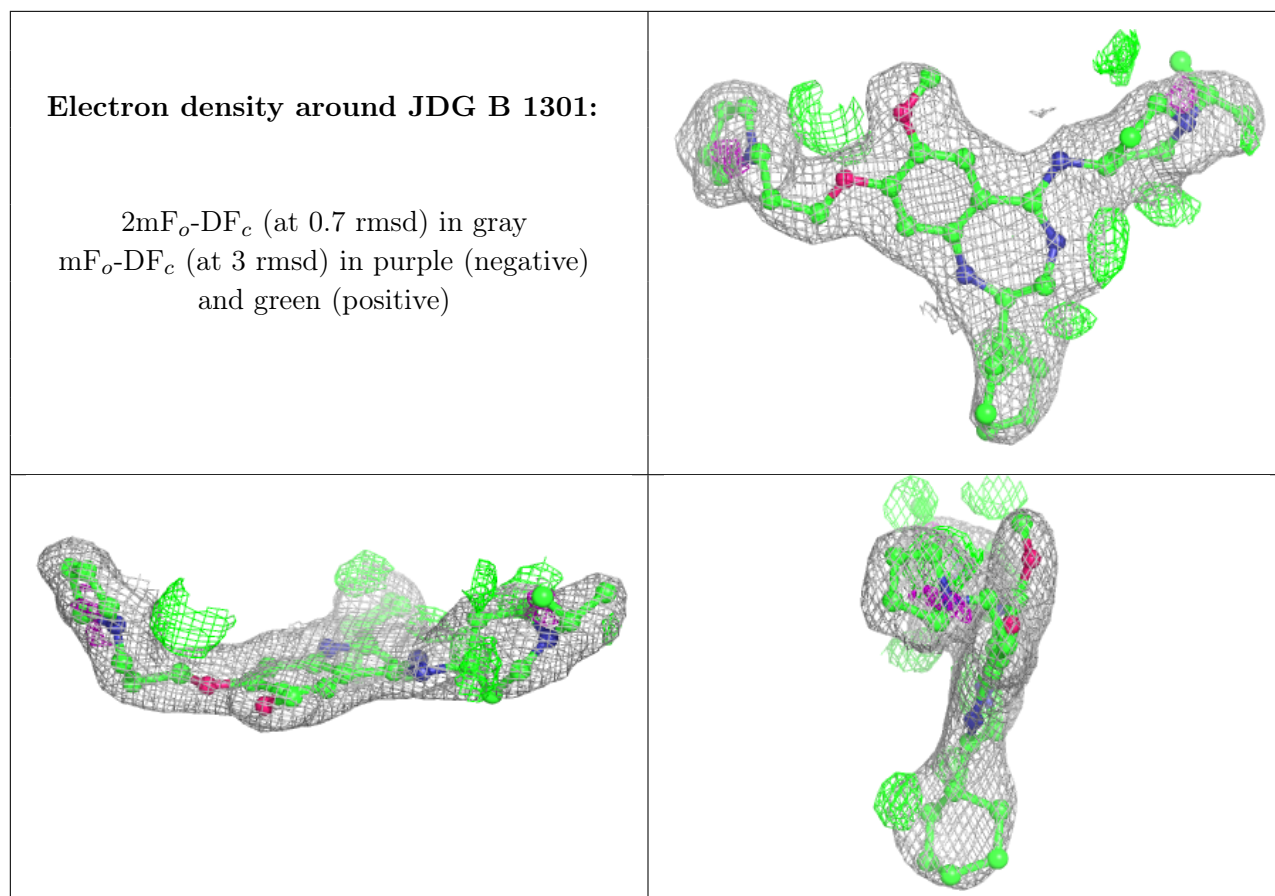 Electron density around JDG B 1301:
2mFo-DFc (at 0.7 rmsd) in gray
mFo-DFc (at 3 rmsd) in purple (negative)
and green (positive)